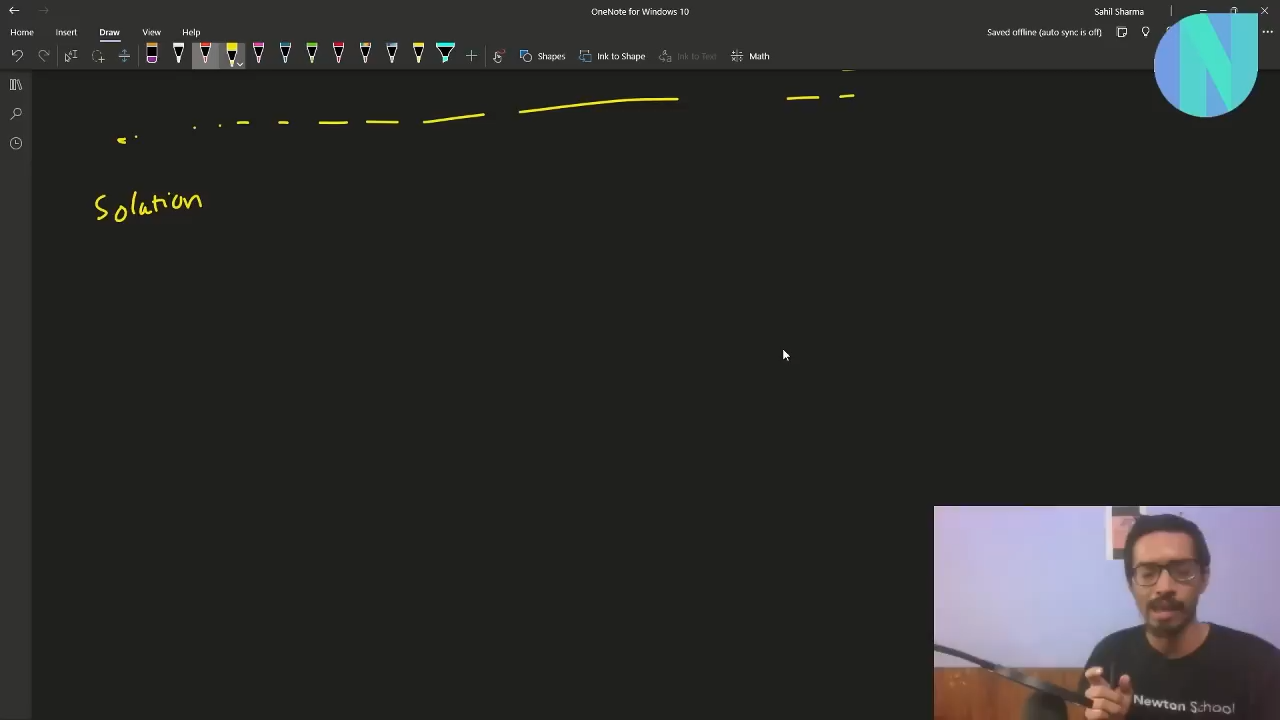 OneNote for Windows 10
Sahil Sharma
Home Insert Draw View Help
Saved offline (auto sync is off)
Shapes Ink to Shape Ink to Text Math
Solation
Newton School